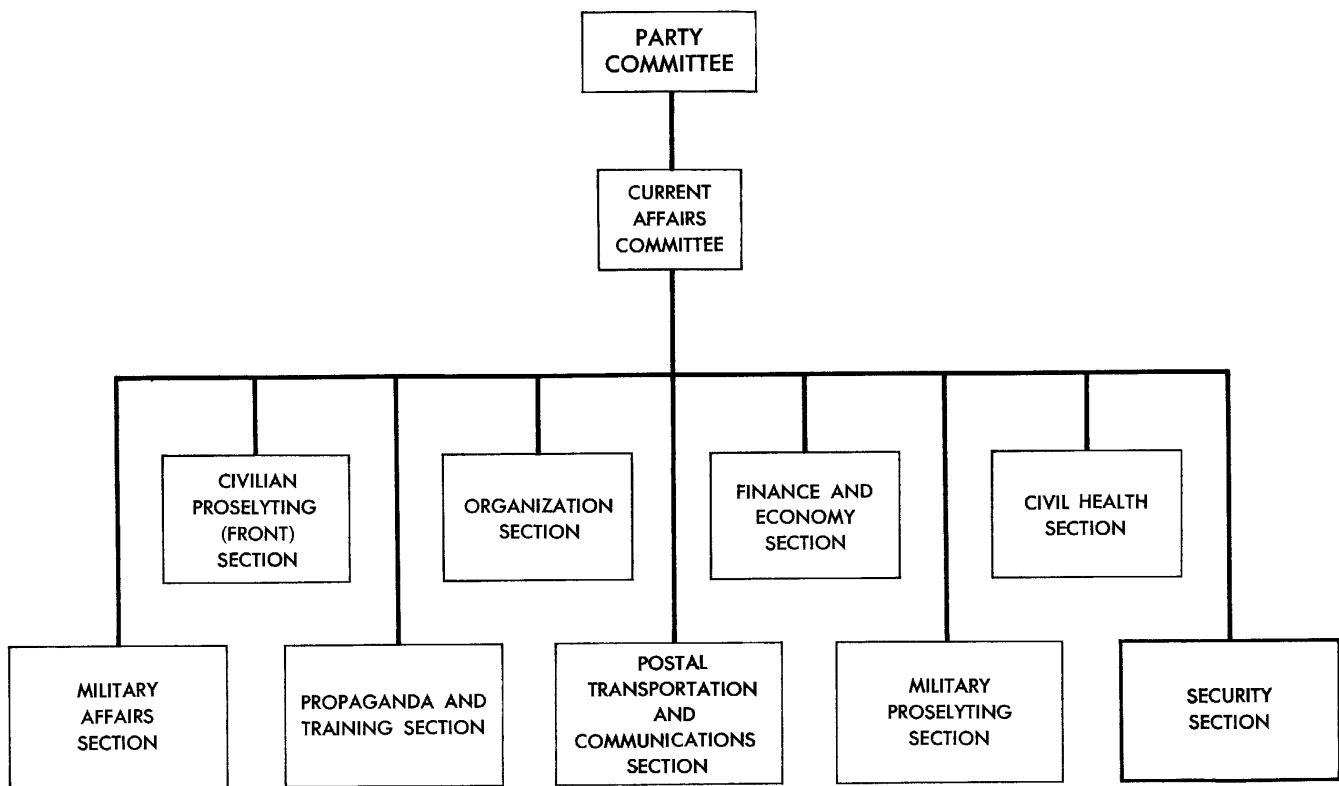 PARTY
COMMITTEE
CURRENT
AFFAIRS
COMMITTEE
CIVILIAN
PROSELYTING
(FRONT)
SECTION
ORGANIZATION
SECTION
FINANCE AND
ECONOMY
SECTION
CIVIL HEALTH
SECTION
MILITARY
AFFAIRS
SECTION
PROPAGANDA AND
TRAINING SECTION
POSTAL
TRANSPORTATION
AND
COMMUNICATIONS
SECTION
MILITARY
PROSELYTING
SECTION
SECURITY
SECTION